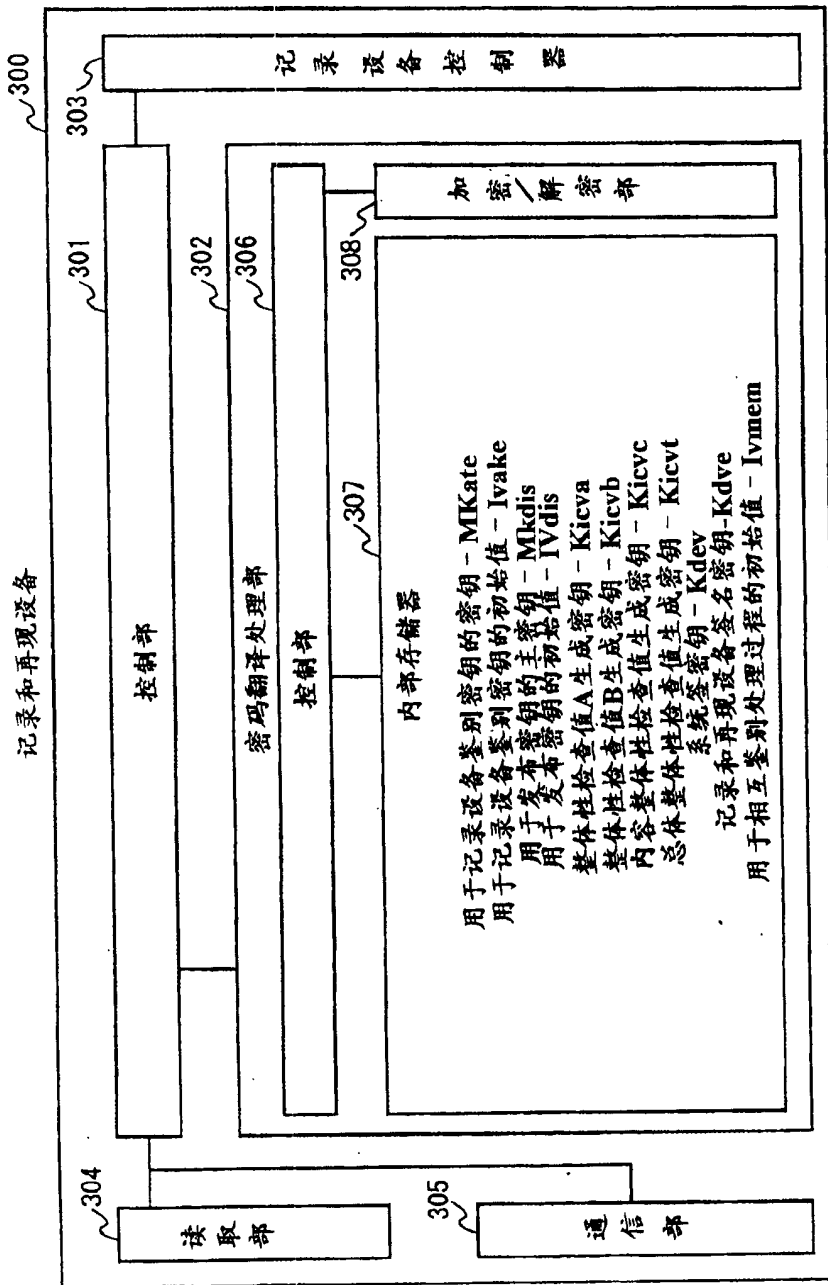 记录和再现设备
300
301
控制部
303
记录设备控制器
302
密码翻译处理部
306
控制部
308
加密/解密部
307
内部存储器
用于记录设备鉴别密钥的密钥-MKate
用于记录设备鉴别密钥的初始值-Ivake
用于发布密钥的主密钥-Mkdis
用于发布密钥的初始值-IVdis
整体性检查值A生成密钥-Kicva
整体性检查值B生成密钥-Kicvb
内容整体性检查值生成密钥-Kicvc
总体整体性检查值生成密钥-Kicvt
系统签密钥-Kdev
记录和再现设备签名密钥-Kdve
用于相互鉴别处理过程的初始值-Ivmem
304
读取部
305
通信部